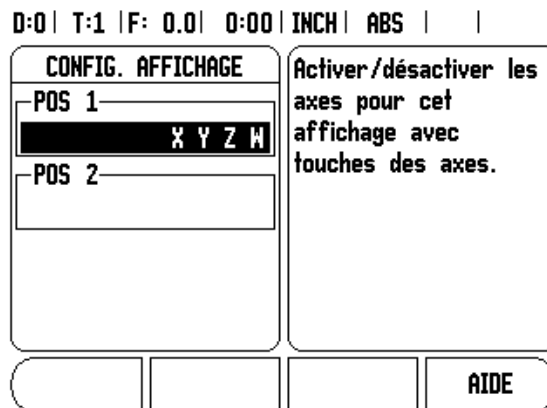 D:0| T:1 |F: 0.0| 0:00|INCH| ABS | |
CONFIG. AFFICHAGE
POS 1
X Y Z W
POS 2
Activer/désactiver les
axes pour cet
affichage avec
touches des axes.
AIDE